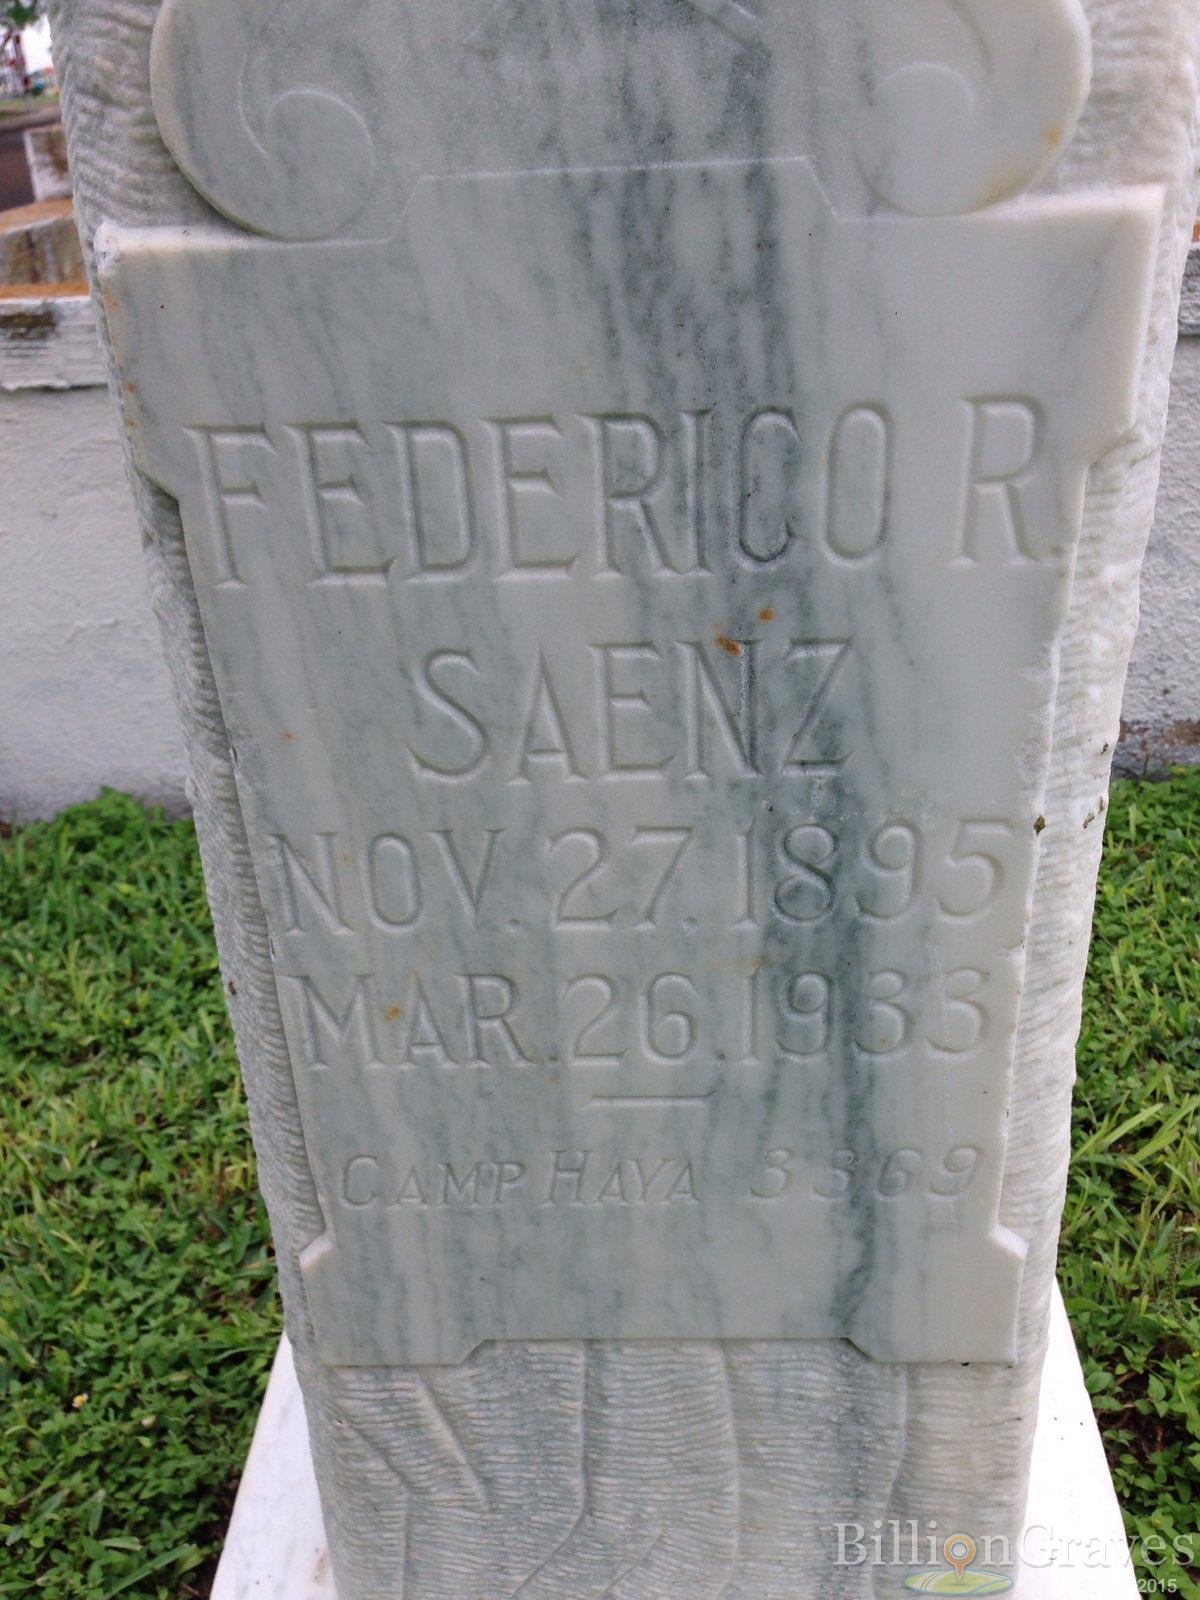 FEDERICO R.
SAENZ
NOV. 27. 1895
MAR. 26. 1933
CAMP HAYA 3369
BillionGraves
2015